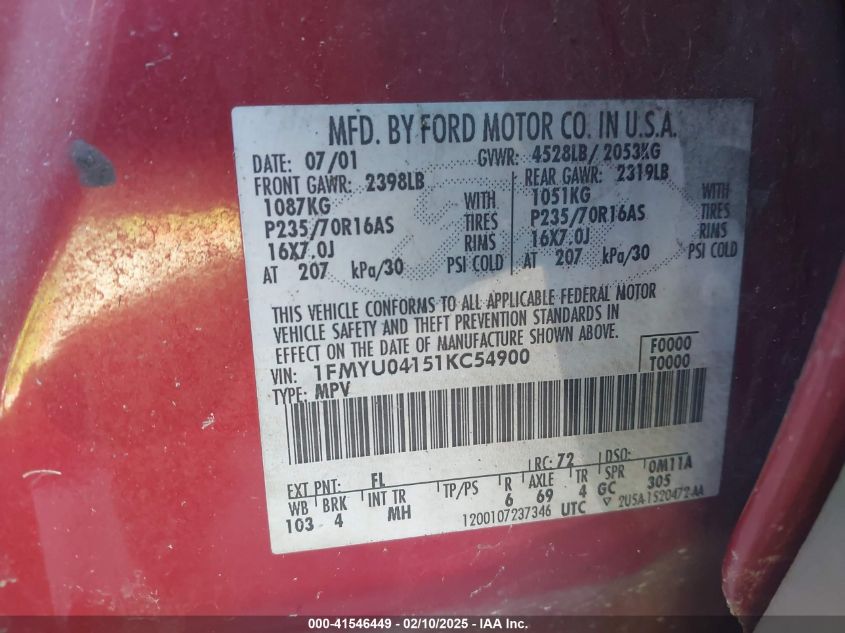 MFD. BY FORD MOTOR CO. IN U.S.A.
DATE: 07/01 GVWR: 4528LB/ 2053KG
FRONT GAWR: 2398LB REAR GAWR: 2319LB
1087KG WITH 1051KG WITH
P235/70R16AS TIRES P235/70R16AS TIRES
16X7.0J RIMS 16X7.0J RIMS
AT 207 kPa/30 PSI COLD AT 207 kPa/30 PSI COLD
THIS VEHICLE CONFORMS TO ALL APPLICABLE FEDERAL MOTOR
VEHICLE SAFETY AND THEFT PREVENTION STANDARDS IN
EFFECT ON THE DATE OF MANUFACTURE SHOWN ABOVE.
VIN: 1FMYU04151KC54900 F0000
TYPE: MPV T0000
EXT PNT: FL RC: 72 DSO:
WB BRK INT TR TP/PS R AXLE TR SPR 0M11A
103 4 MH 6 69 4 GC 305
1200107237346 UTC ▽ 2U5A-1520472-AA
000-41546449 - 02/10/2025 - IAA Inc.